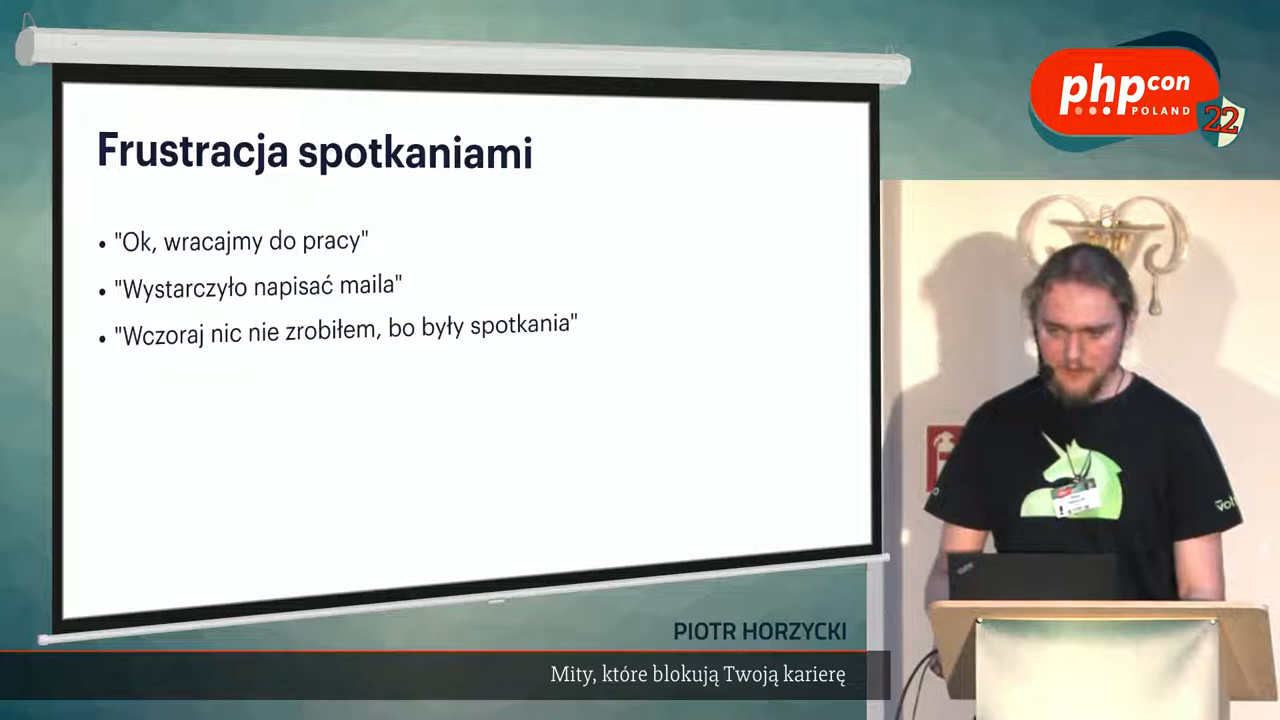 php con
POLAND
22
Frustracja spotkaniami
• "Ok, wracajmy do pracy"
• "Wystarczyło napisać maila"
• "Wczoraj nic nie zrobiłem, bo były spotkania"
PIOTR HORZYCKI
Mity, które blokują Twoją karierę